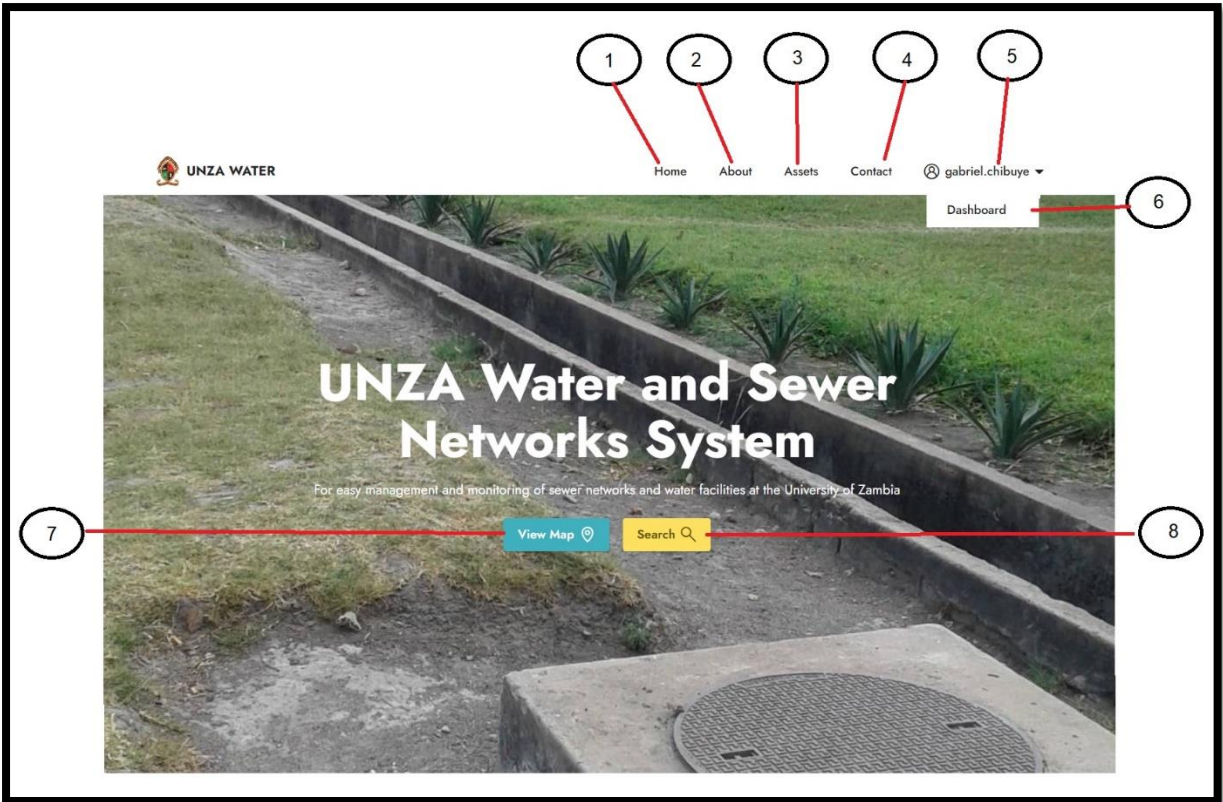 1 2 3 4 5
UNZA WATER Home About Assets Contact gabriel.chibuye
Dashboard 6
UNZA Water and Sewer
Networks System
For easy management and monitoring of sewer networks and water facilities at the University of Zambia
7 View Map Search 8